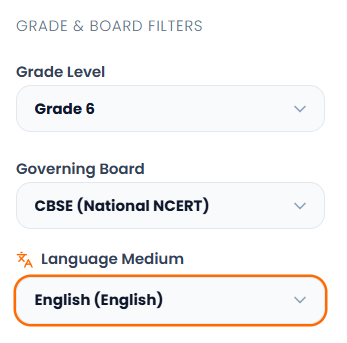 GRADE & BOARD FILTERS
Grade Level
Grade 6
Governing Board
CBSE (National NCERT)
Language Medium
English (English)